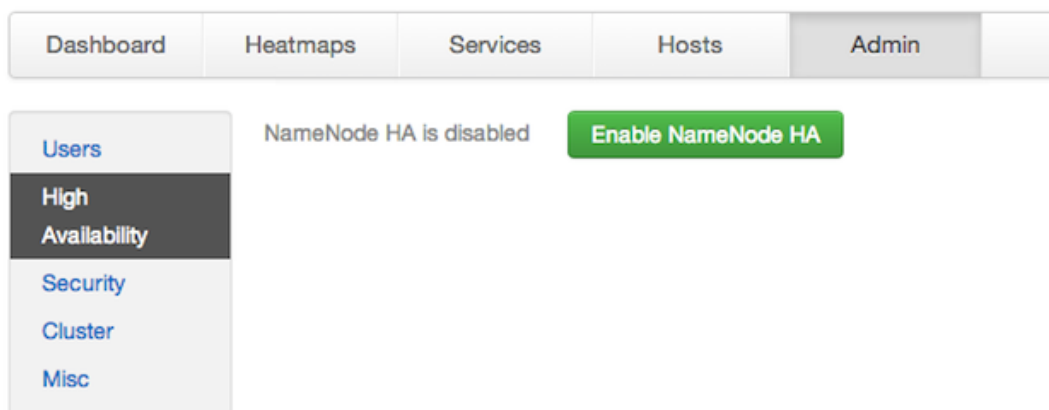 Dashboard Heatmaps Services Hosts Admin
Users
High
Availability
Security
Cluster
Misc
NameNode HA is disabled Enable NameNode HA